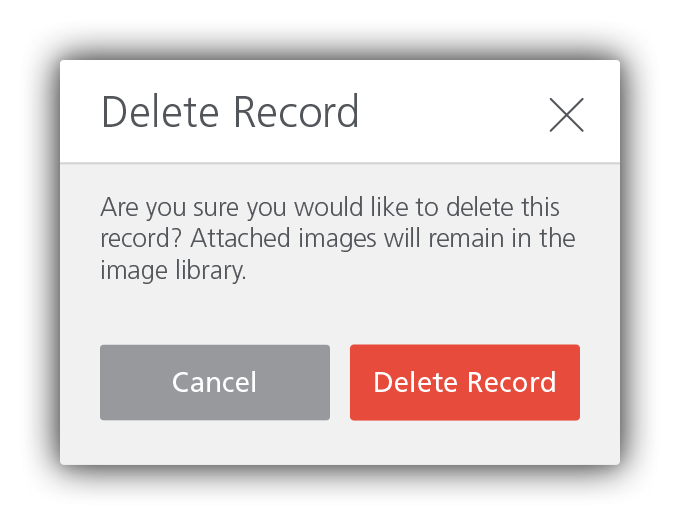 Delete Record
Are you sure you would like to delete this
record? Attached images will remain in the
image library.
Cancel
Delete Record